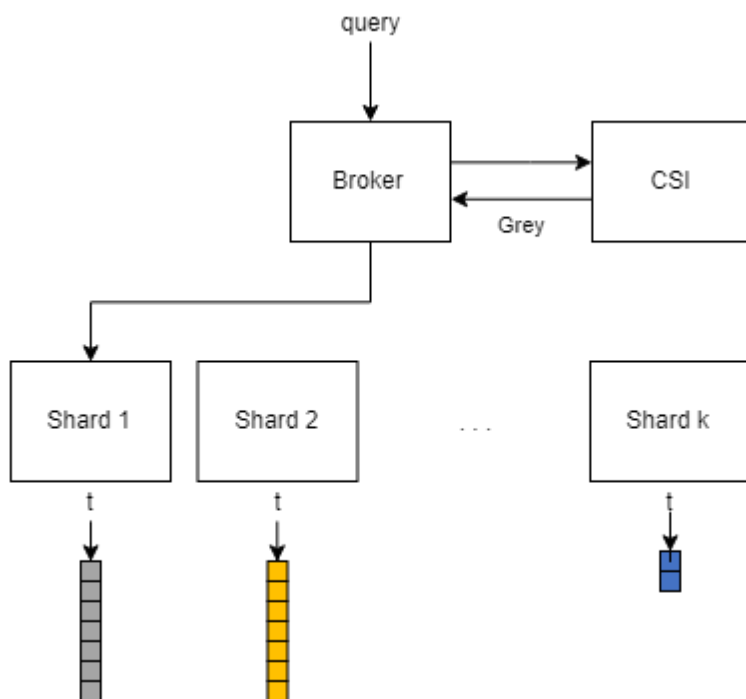 query
Broker
CSI
Grey
Shard 1
Shard 2
. . .
Shard k
t
t
t